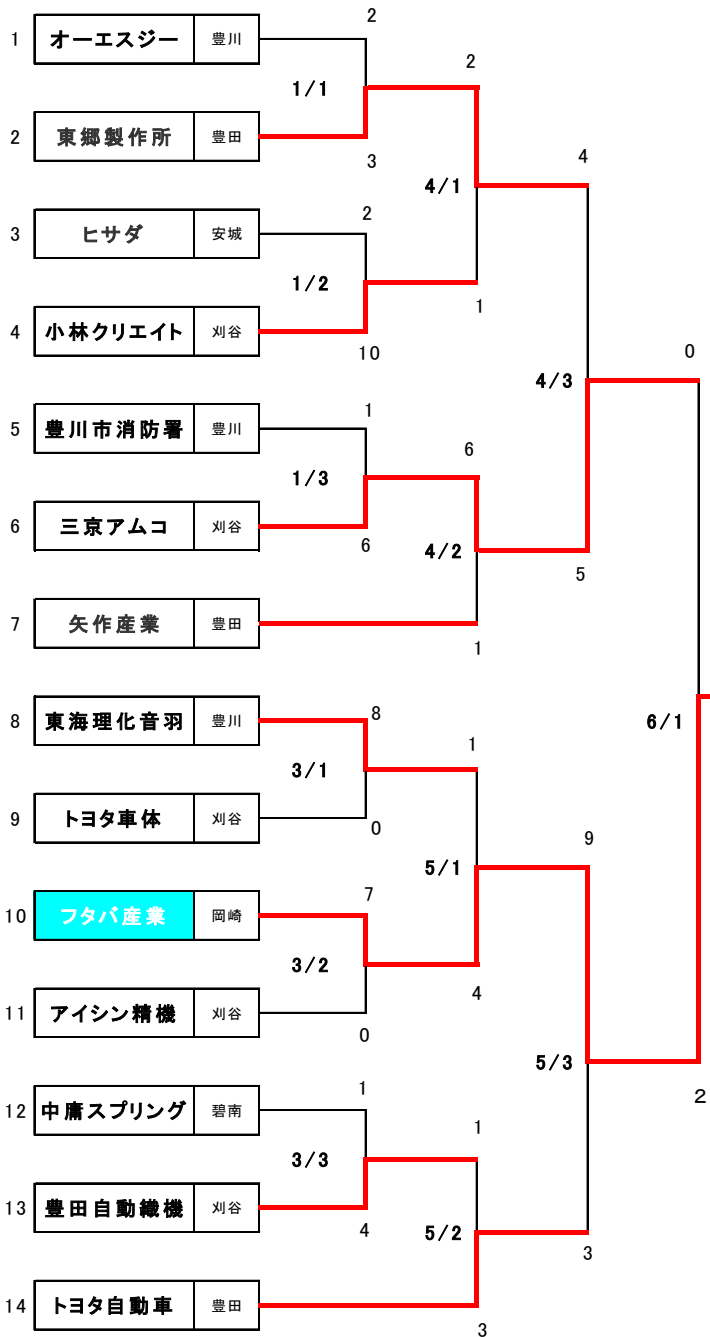 2
1 オーエスジー 豊川
2
1/1
2 東郷製作所 豊田
3
4
4/1
2
3 ヒサダ 安城
1/2
1
4 小林クリエイト 刈谷
10
0
4/3
1
5 豊川市消防署 豊川
6
1/3
6 三京アムコ 刈谷
6
4/2
5
7 矢作産業 豊田
1
8 東海理化音羽 豊川
8
6/1
1
3/1
9 トヨタ車体 刈谷
0
9
5/1
7
10 フタバ産業 岡崎
3/2
4
11 アイシン精機 刈谷
0
5/3
1
2
12 中庸スプリング 碧南
1
3/3
13 豊田自動織機 刈谷
4
5/2
3
14 トヨタ自動車 豊田
3